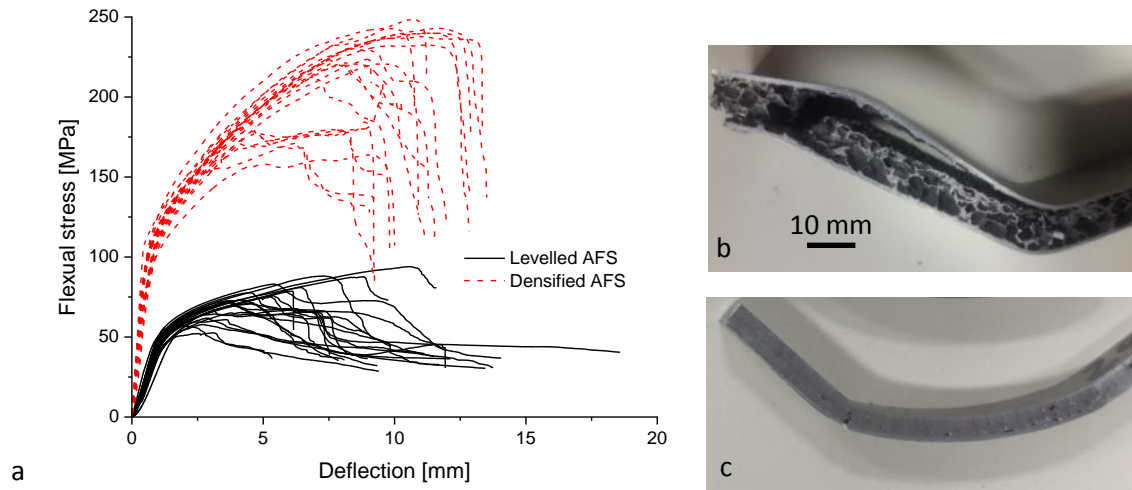 Flexual stress [MPa]
250
200
150
100
50
0
0 5 10 15 20
Deflection [mm]
Levelled AFS
Densified AFS
a
10 mm
b
c